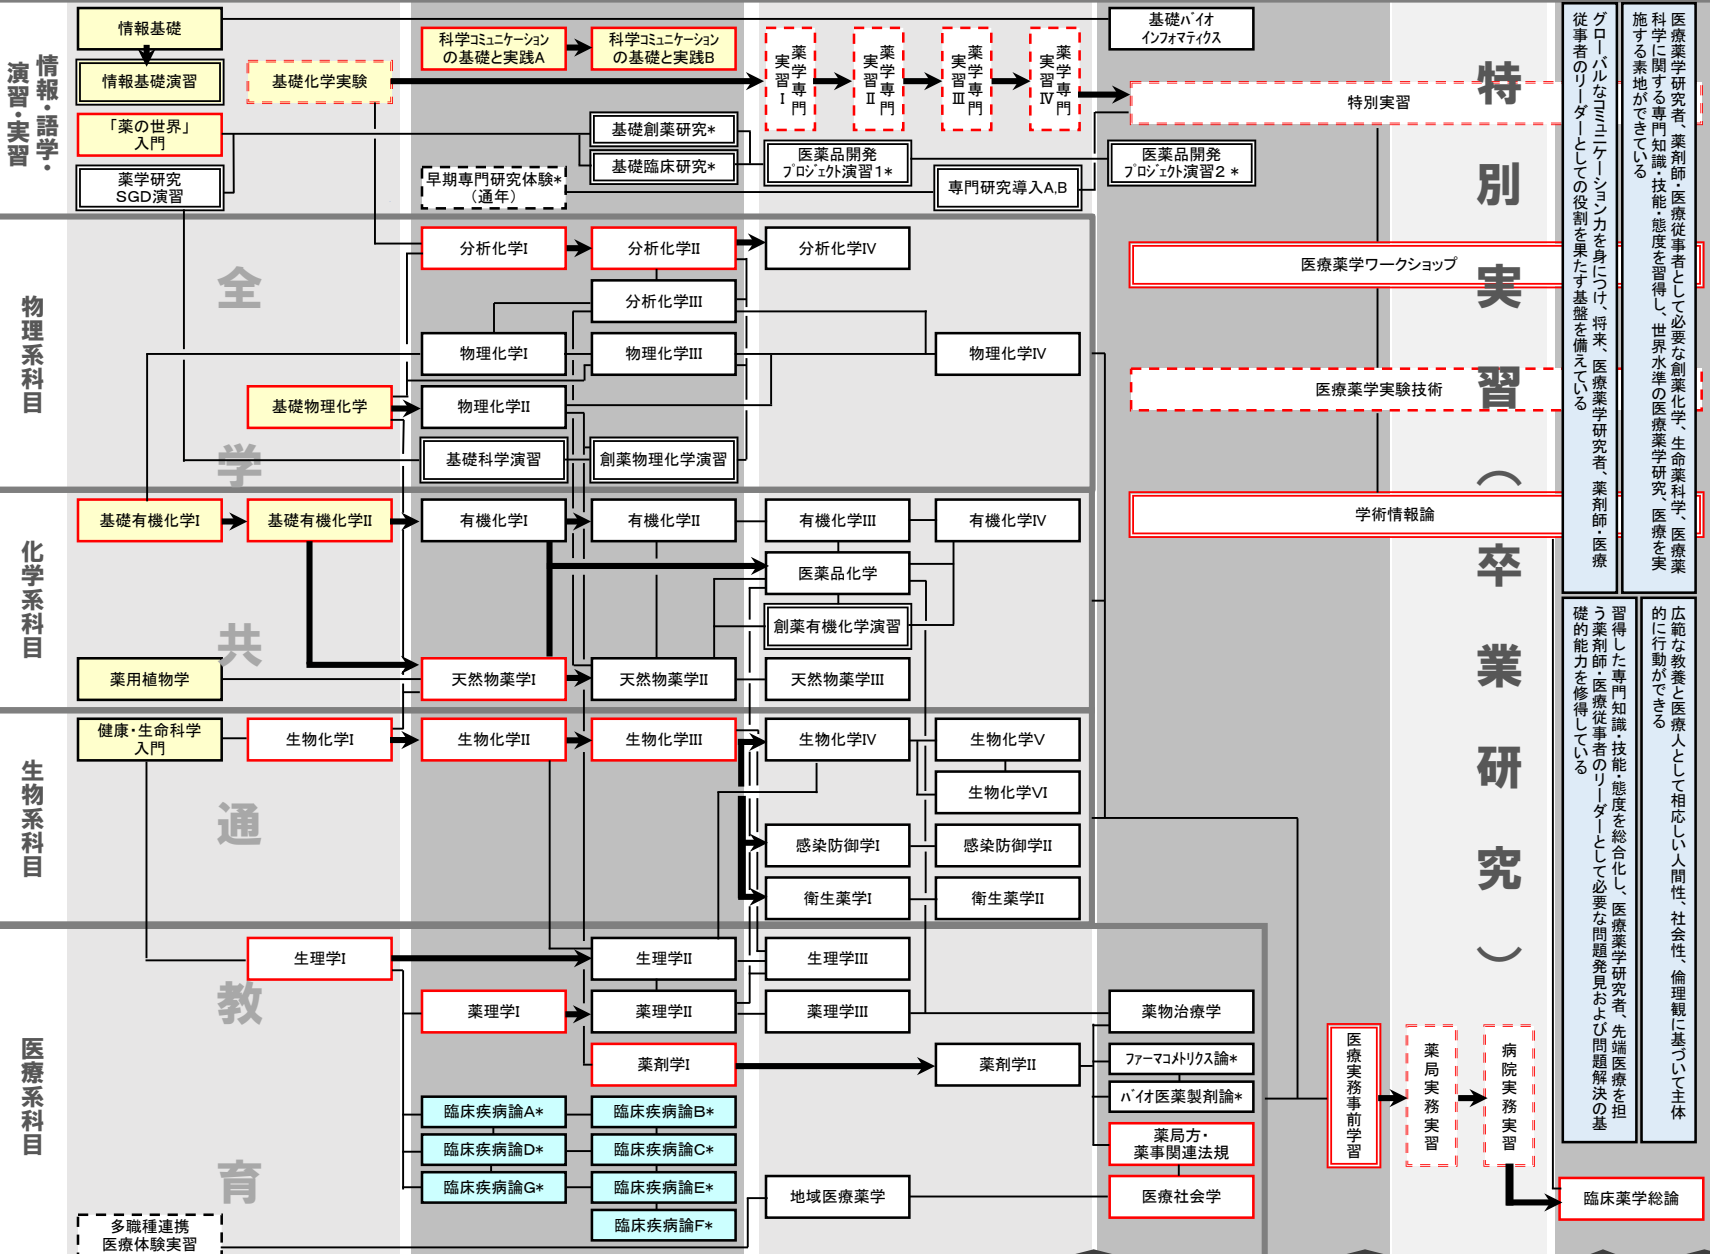 情報・語学・
演習・実習
情報基礎
情報基礎演習
「薬の世界」
入門
薬学研究
SGD演習
基礎化学実験
科学ｺﾐｭﾆｹｰｼｮﾝ
の基礎と実践A
科学ｺﾐｭﾆｹｰｼｮﾝ
の基礎と実践B
基礎創薬研究*
基礎臨床研究*
早期専門研究体験*
（通年）
薬学専門
実習Ⅰ
薬学専門
実習Ⅱ
薬学専門
実習Ⅲ
薬学専門
実習Ⅳ
医薬品開発
ﾌﾟﾛｼﾞｪｸﾄ演習1*
専門研究導入A,B
基礎ﾊﾞｲｵ
ｲﾝﾌｫﾏﾃｨｸｽ
特別実習
医薬品開発
ﾌﾟﾛｼﾞｪｸﾄ演習2 *
物理系科目
基礎物理化学
分析化学Ⅰ
分析化学Ⅱ
分析化学Ⅳ
分析化学Ⅲ
物理化学Ⅰ
物理化学Ⅲ
物理化学Ⅳ
物理化学Ⅱ
基礎科学演習
創薬物理化学演習
医療薬学ワークショップ
医療薬学実験技術
化学系科目
基礎有機化学Ⅰ
基礎有機化学Ⅱ
有機化学Ⅰ
有機化学Ⅱ
有機化学Ⅲ
有機化学Ⅳ
医薬品化学
創薬有機化学演習
薬用植物学
天然物薬学Ⅰ
天然物薬学Ⅱ
天然物薬学Ⅲ
学術情報論
生物系科目
健康・生命科学
入門
生物化学Ⅰ
生物化学Ⅱ
生物化学Ⅲ
生物化学Ⅳ
生物化学Ⅴ
生物化学Ⅵ
感染防御学Ⅰ
感染防御学Ⅱ
衛生薬学Ⅰ
衛生薬学Ⅱ
医療系科目
生理学Ⅰ
生理学Ⅱ
生理学Ⅲ
薬理学Ⅰ
薬理学Ⅱ
薬理学Ⅲ
薬物治療学
薬剤学Ⅰ
薬剤学Ⅱ
ﾌｧｰﾏｺﾒﾄﾘｸｽ論*
ﾊﾞｲｵ医薬製剤論*
臨床疾病論A*
臨床疾病論B*
臨床疾病論D*
臨床疾病論C*
臨床疾病論G*
臨床疾病論E*
臨床疾病論F*
薬局方・
薬事関連法規
地域医療薬学
医療社会学
多職種連携
医療体験実習
医療実務事前学習
薬局実務実習
病院実務実習
臨床薬学総論
全学共通教育
特別実習（卒業研究）
医療薬学研究者、薬剤師・医療従事者として必要な創薬化学、生命薬科学、医療薬
科学に関する専門知識・技能・態度を習得し、世界水準の医療薬学研究、医療を実
施する素地ができている
グローバルなコミュニケーション力を身につけ、将来、医療薬学研究者、薬剤師・医療
従事者のリーダーとしての役割を果たす基盤を備えている
広範な教養と医療人として相応しい人間性、社会性、倫理観に基づいて主体
的に行動ができる
習得した専門知識・技能・態度を総合化し、医療薬学研究者、先端医療を担
う薬剤師・医療従事者のリーダーとして必要な問題発見および問題解決の基
礎的能力を修得している